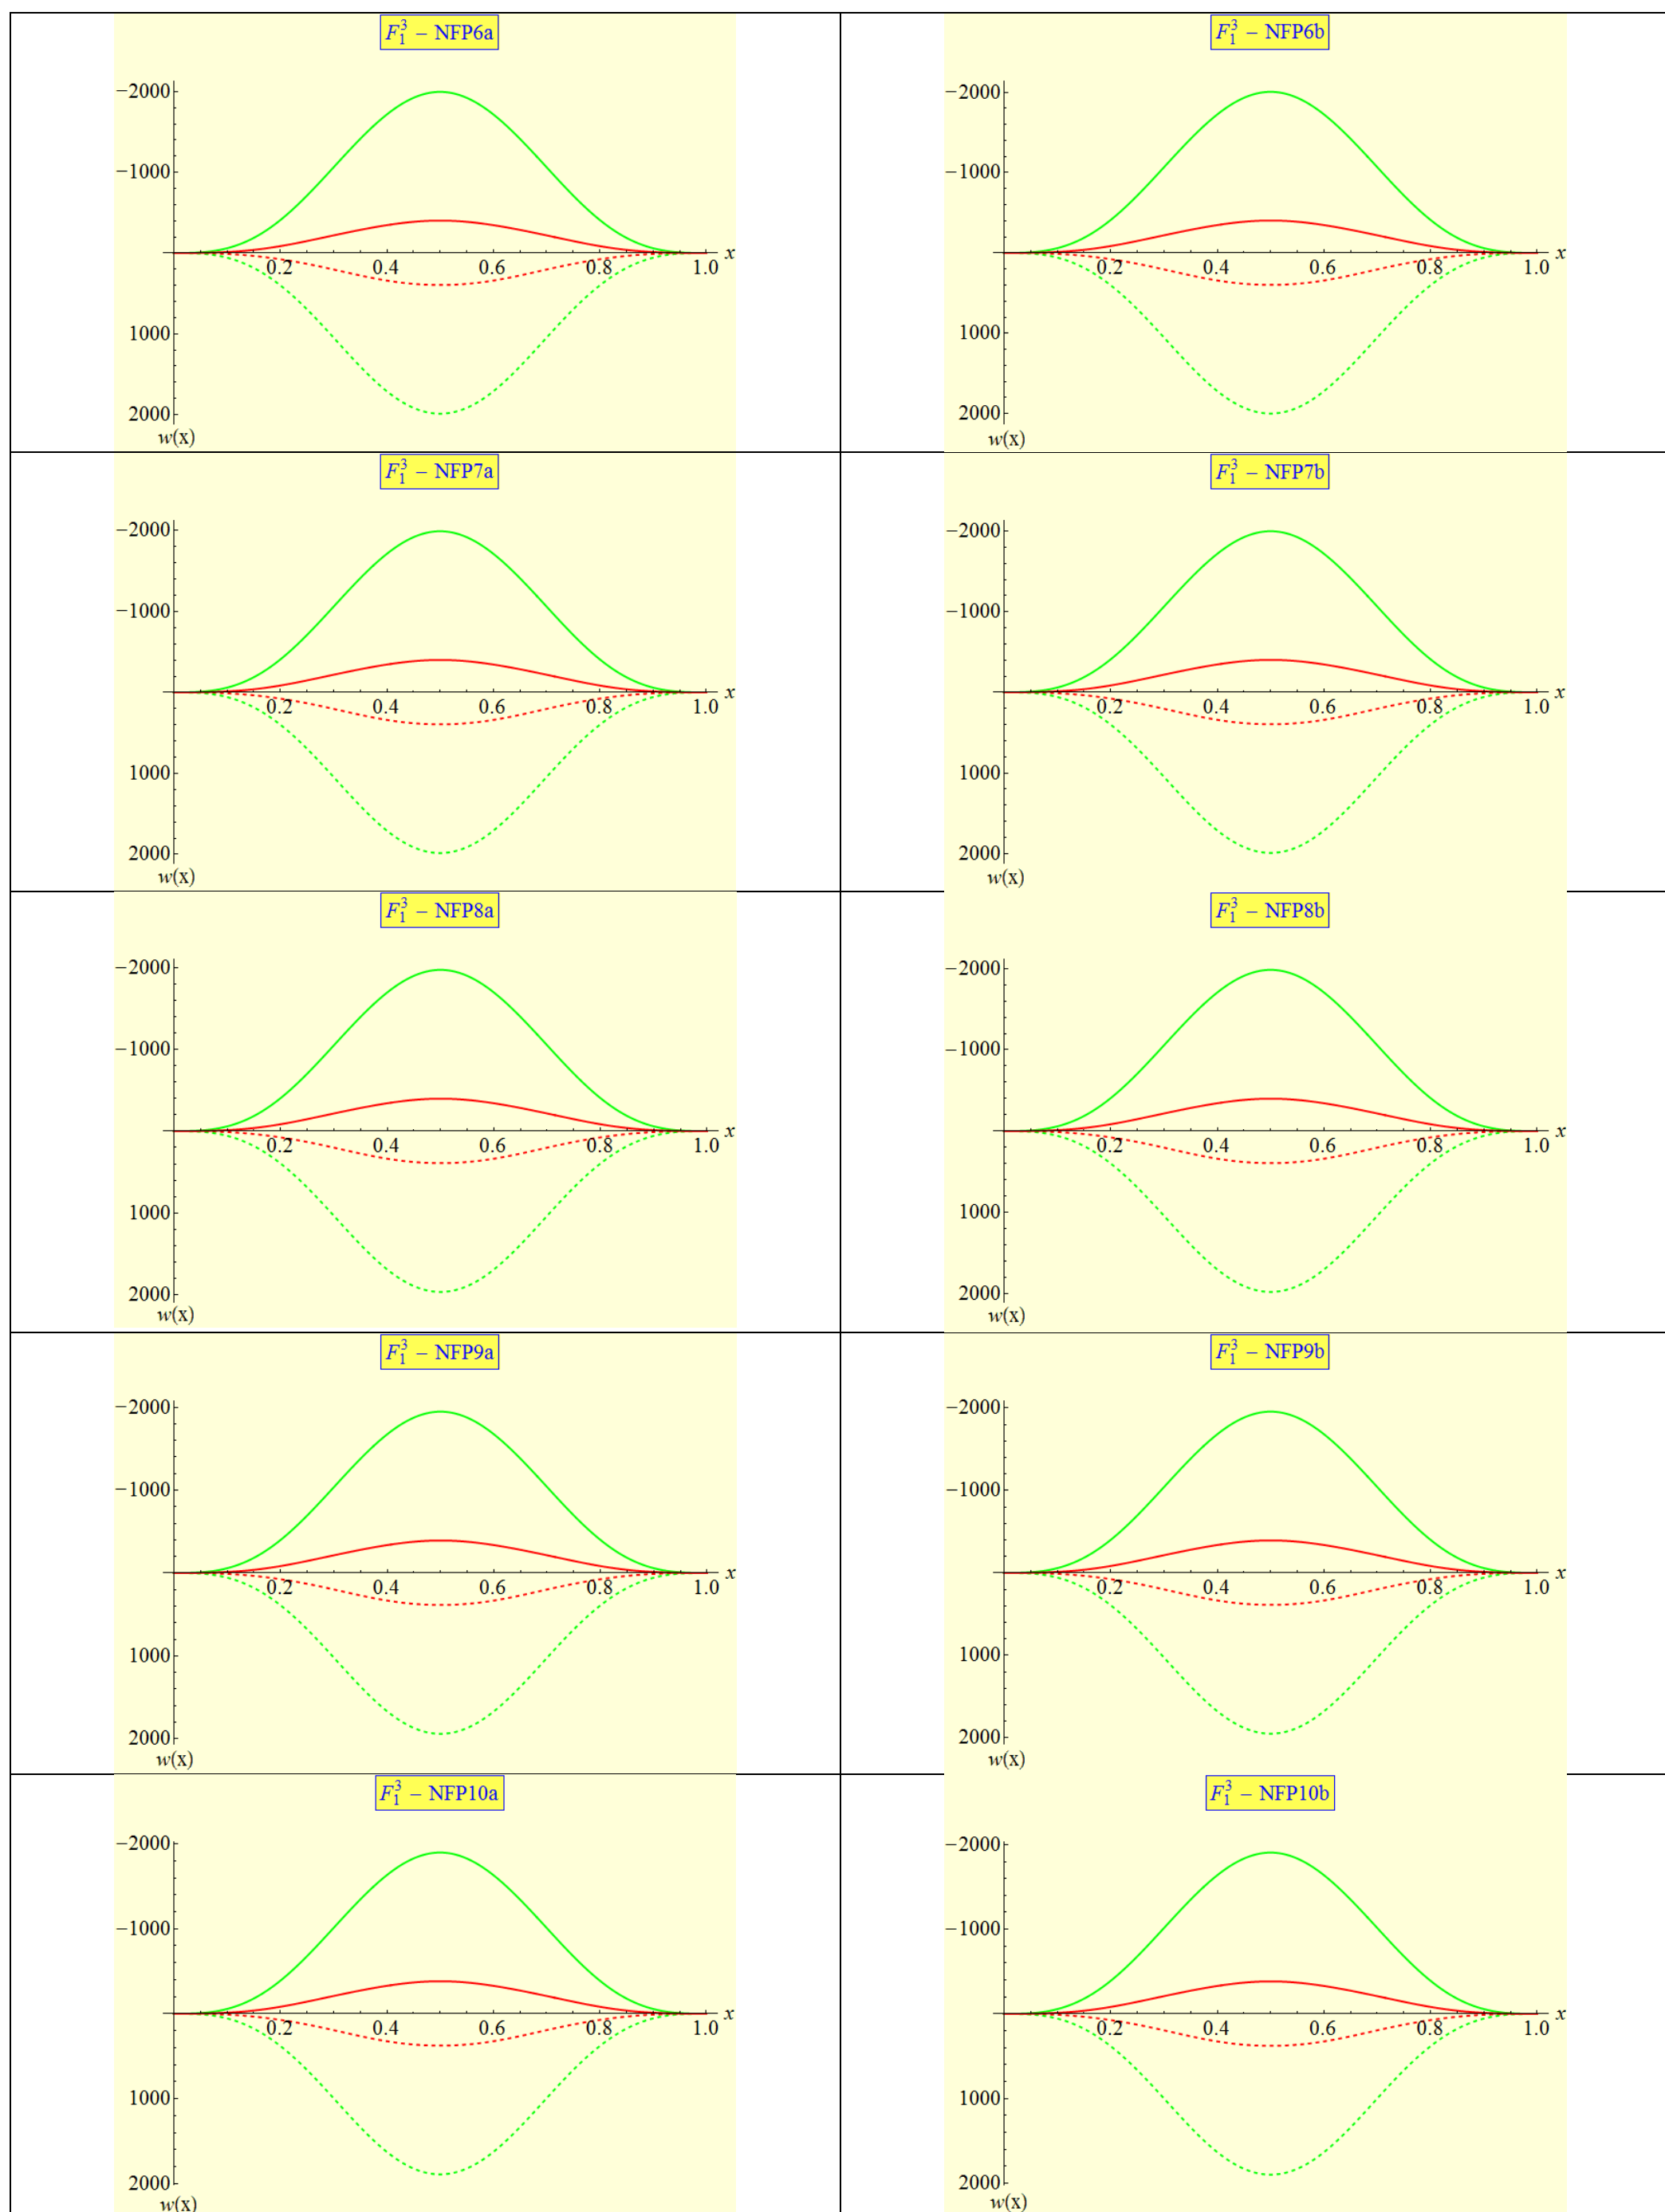 F₁³ – NFP6a
−2000
−1000
0.2 0.4 0.6 0.8 1.0 x
1000
2000
w(x)
F₁³ – NFP6b
−2000
−1000
0.2 0.4 0.6 0.8 1.0 x
1000
2000
w(x)
F₁³ – NFP7a
−2000
−1000
0.2 0.4 0.6 0.8 1.0 x
1000
2000
w(x)
F₁³ – NFP7b
−2000
−1000
0.2 0.4 0.6 0.8 1.0 x
1000
2000
w(x)
F₁³ – NFP8a
−2000
−1000
0.2 0.4 0.6 0.8 1.0 x
1000
2000
w(x)
F₁³ – NFP8b
−2000
−1000
0.2 0.4 0.6 0.8 1.0 x
1000
2000
w(x)
F₁³ – NFP9a
−2000
−1000
0.2 0.4 0.6 0.8 1.0 x
1000
2000
w(x)
F₁³ – NFP9b
−2000
−1000
0.2 0.4 0.6 0.8 1.0 x
1000
2000
w(x)
F₁³ – NFP10a
−2000
−1000
0.2 0.4 0.6 0.8 1.0 x
1000
2000
w(x)
F₁³ – NFP10b
−2000
−1000
0.2 0.4 0.6 0.8 1.0 x
1000
2000
w(x)